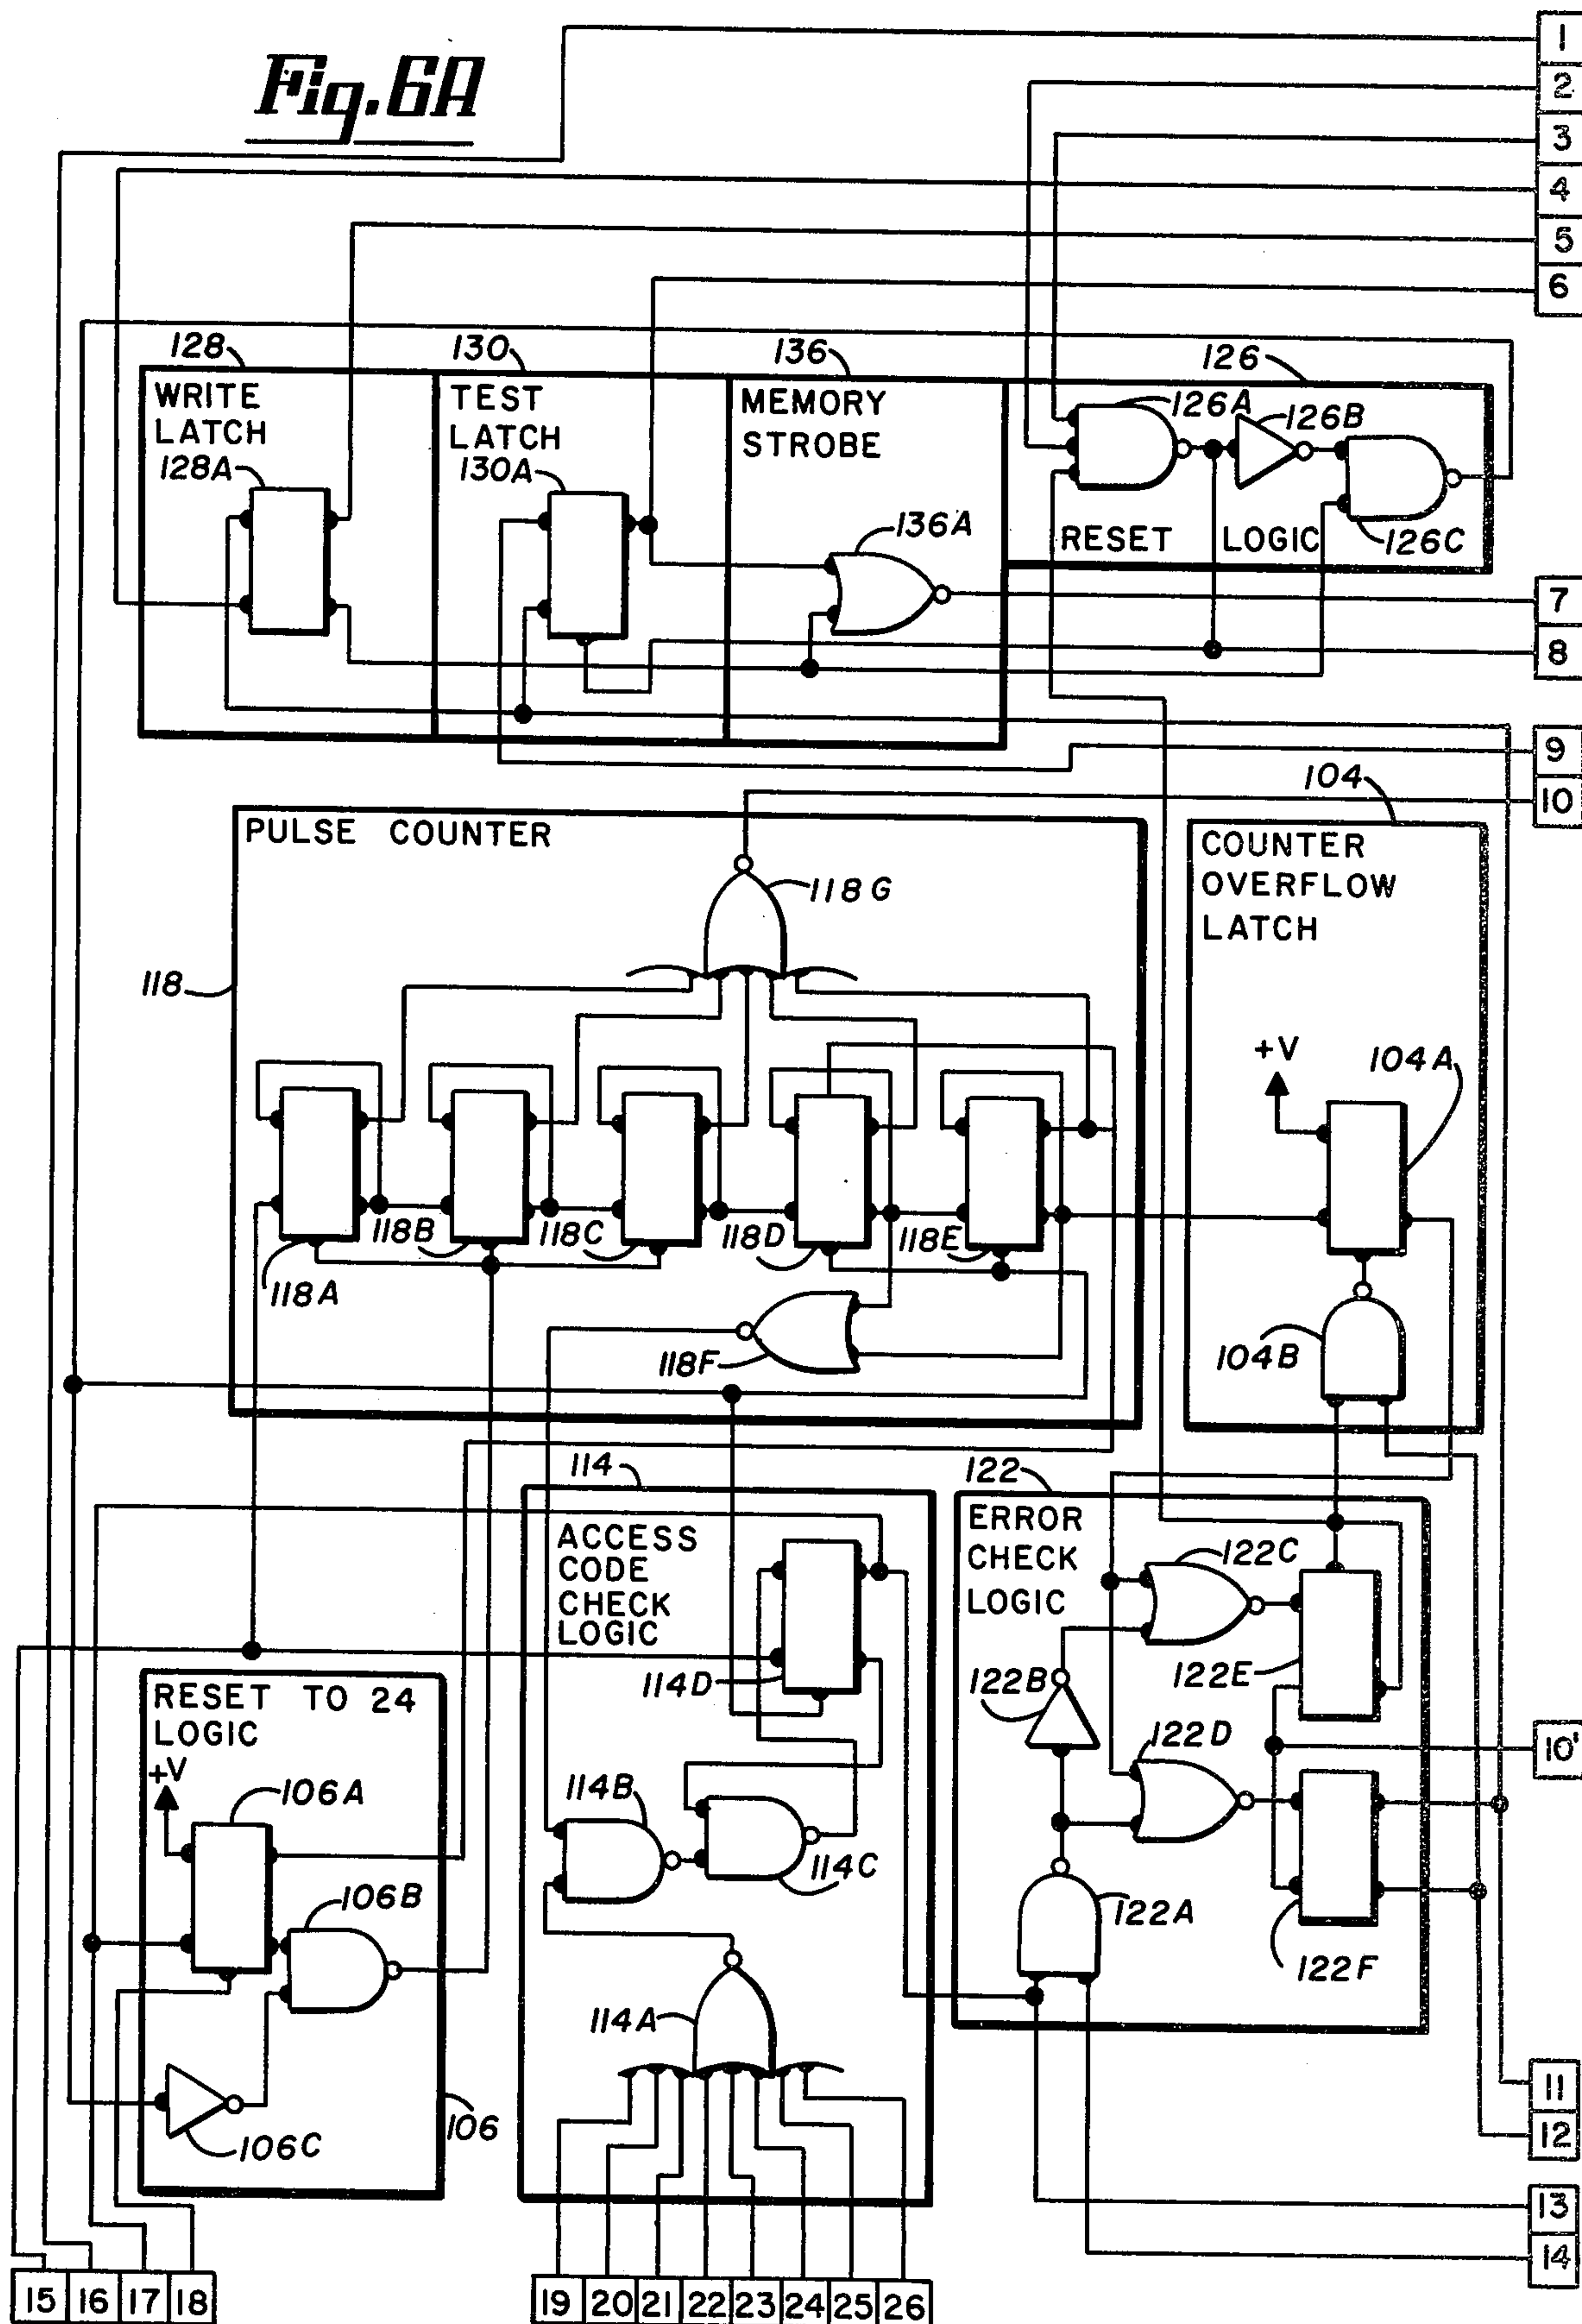 Fig. 6A
1
2
3
4
5
6
128
130
136
126
WRITE
LATCH
128A
TEST
LATCH
130A
MEMORY
STROBE
136A
126A
126B
126C
RESET LOGIC
7
8
9
10
104
PULSE COUNTER
118G
118
118A
118B
118C
118D
118E
118F
COUNTER
OVERFLOW
LATCH
+V
104A
104B
114
ACCESS
CODE
CHECK
LOGIC
114D
114B
114C
114A
122
ERROR
CHECK
LOGIC
122C
122E
122B
122D
122A
122F
10'
RESET TO 24
LOGIC
+V
106A
106B
106C
106
11
12
13
14
15 16 17 18
19 20 21 22 23 24 25 26